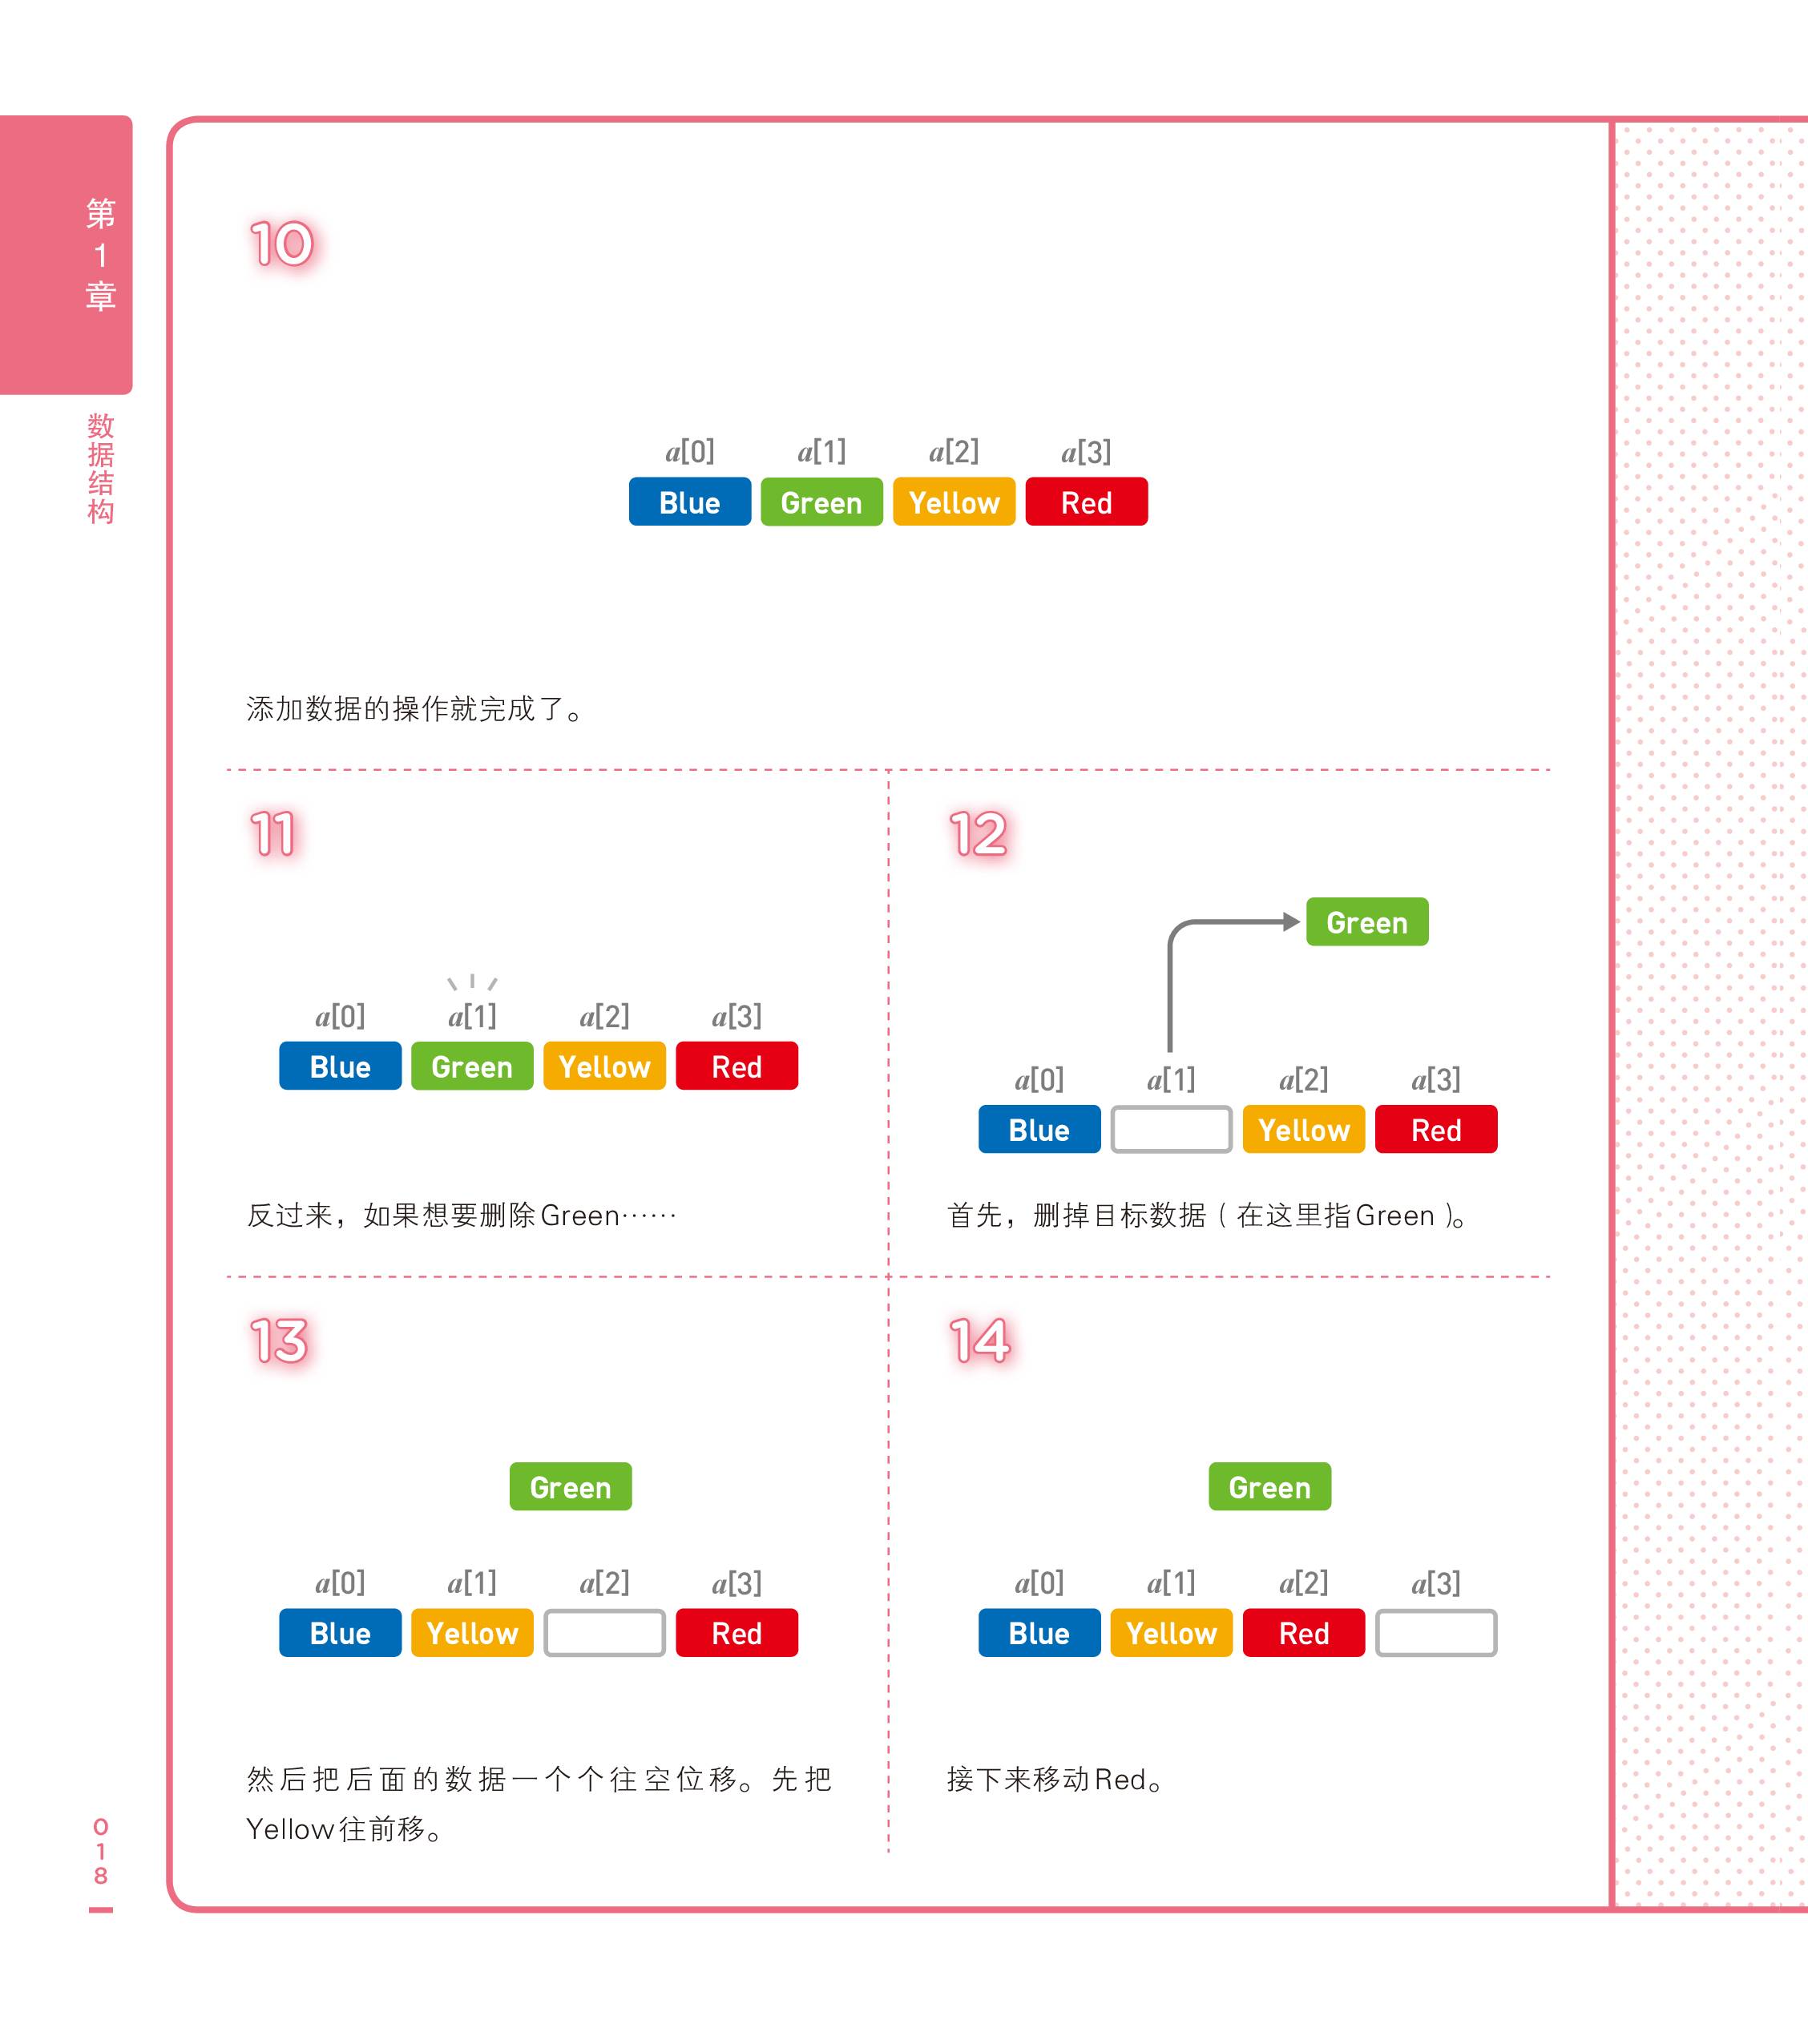 第1章
数据结构
10
a[0] a[1] a[2] a[3]
Blue Green Yellow Red
添加数据的操作就完成了。
11
a[0] a[1] a[2] a[3]
Blue Green Yellow Red
反过来，如果想要删除Green……
12
Green
a[0] a[1] a[2] a[3]
Blue Yellow Red
首先，删掉目标数据（在这里指Green）。
13
Green
a[0] a[1] a[2] a[3]
Blue Yellow Red
然后把后面的数据一个个往空位移。先把
Yellow往前移。
14
Green
a[0] a[1] a[2] a[3]
Blue Yellow Red
接下来移动Red。
018